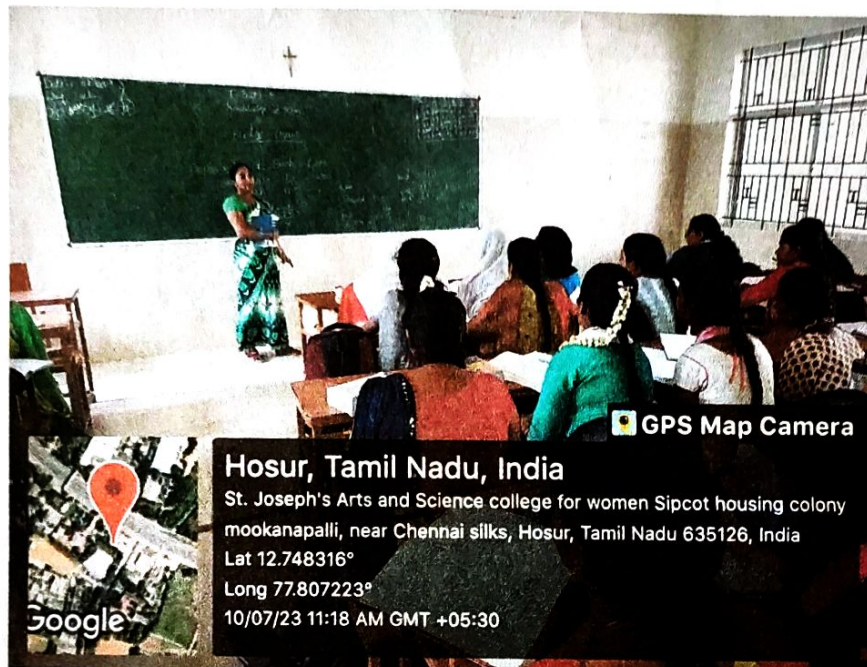 GPS Map Camera
Hosur, Tamil Nadu, India
St. Joseph's Arts and Science college for women Sipcot housing colony
mookanapalli, near Chennai silks, Hosur, Tamil Nadu 635126, India
Lat 12.748316°
Long 77.807223°
10/07/23 11:18 AM GMT +05:30
Google